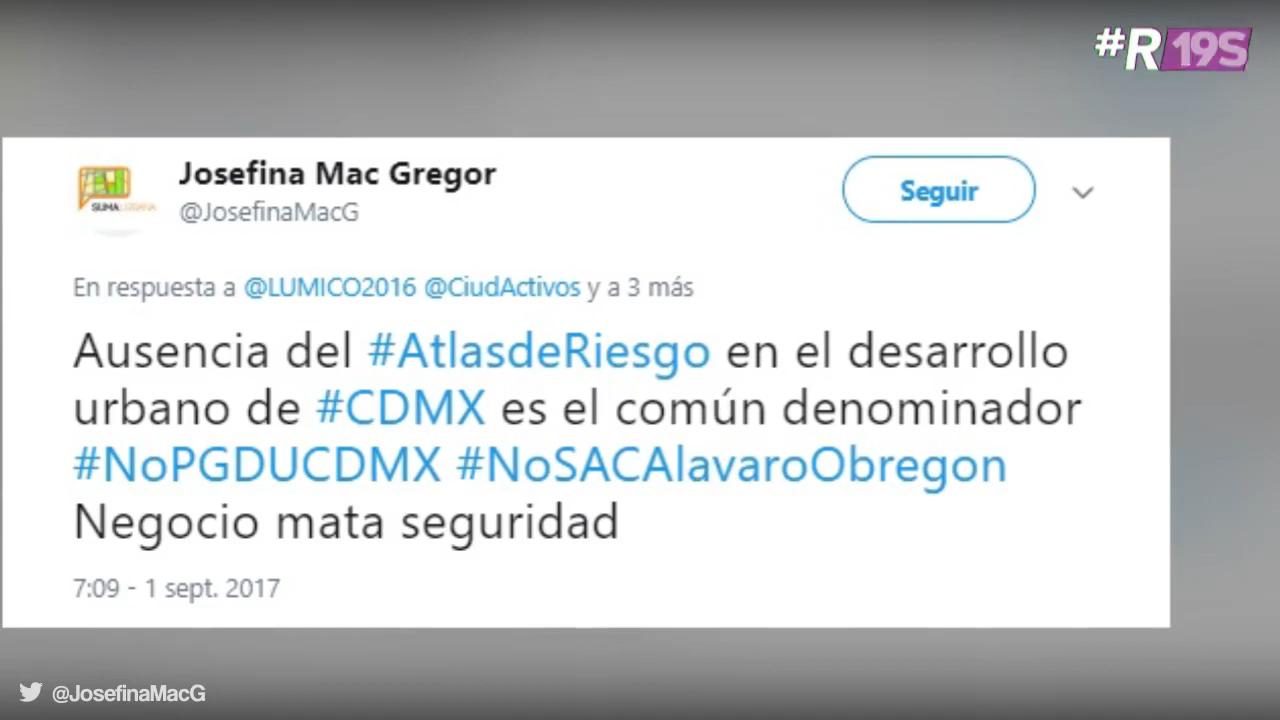 #R19S
Josefina Mac Gregor
@JosefinaMacG
Seguir
SUMAURBANA
En respuesta a @LUMICO2016 @CiudActivos y a 3 más
Ausencia del #AtlasdeRiesgo en el desarrollo
urbano de #CDMX es el común denominador
#NoPGDUCDMX #NoSACAlavaroObregon
Negocio mata seguridad
7:09 - 1 sept. 2017
@JosefinaMacG